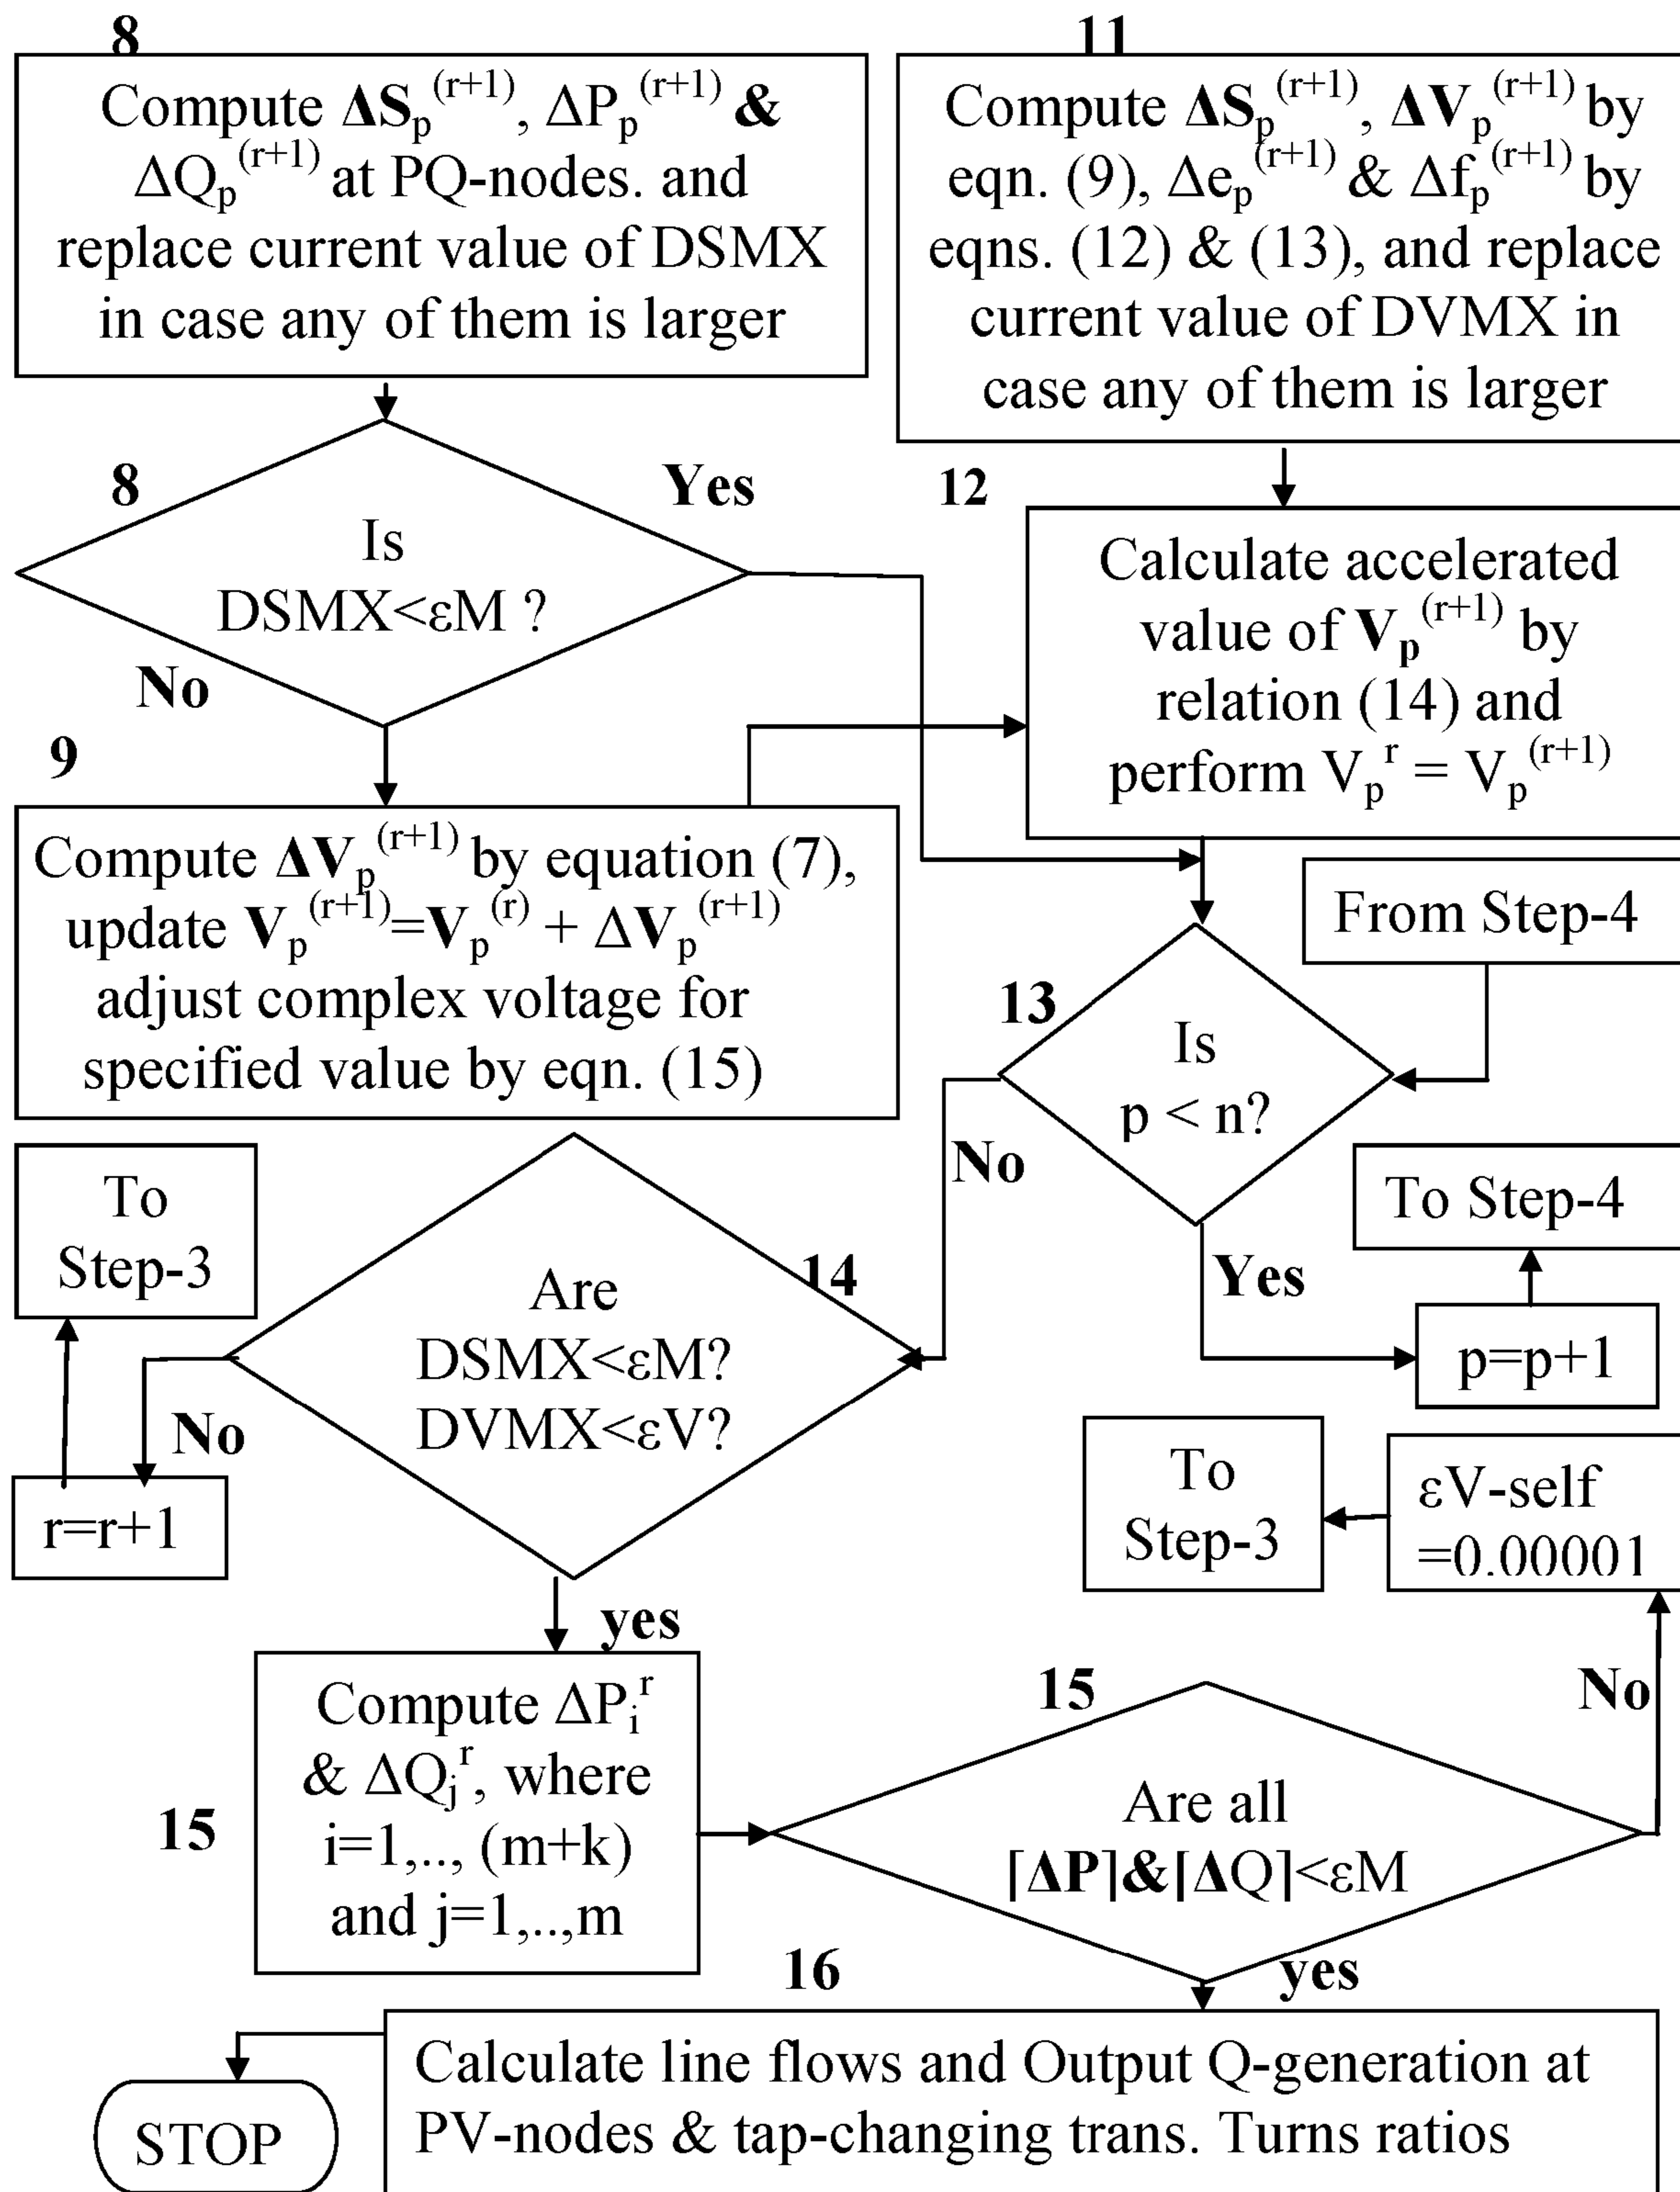 8
Compute ΔSp(r+1), ΔPp(r+1) &
ΔQp(r+1) at PQ-nodes. and
replace current value of DSMX
in case any of them is larger
11
Compute ΔSp(r+1), ΔVp(r+1) by
eqn. (9), Δep(r+1) & Δfp(r+1) by
eqns. (12) & (13), and replace
current value of DVMX in
case any of them is larger
8
Is
DSMX<εM ?
Yes
No
12
Calculate accelerated
value of Vp(r+1) by
relation (14) and
perform Vpr = Vp(r+1)
9
Compute ΔVp(r+1) by equation (7),
update Vp(r+1)=Vp(r) + ΔVp(r+1)
adjust complex voltage for
specified value by eqn. (15)
From Step-4
13
Is
p < n?
No
Yes
To Step-4
p=p+1
To
Step-3
14
Are
DSMX<εM?
DVMX<εV?
No
r=r+1
yes
To
Step-3
εV-self
=0.00001
15
Compute ΔPir
& ΔQjr, where
i=1,.., (m+k)
and j=1,..,m
15
Are all
⌈ΔP⌉&⌈ΔQ⌉<εM
No
yes
16
Calculate line flows and Output Q-generation at
PV-nodes & tap-changing trans. Turns ratios
STOP